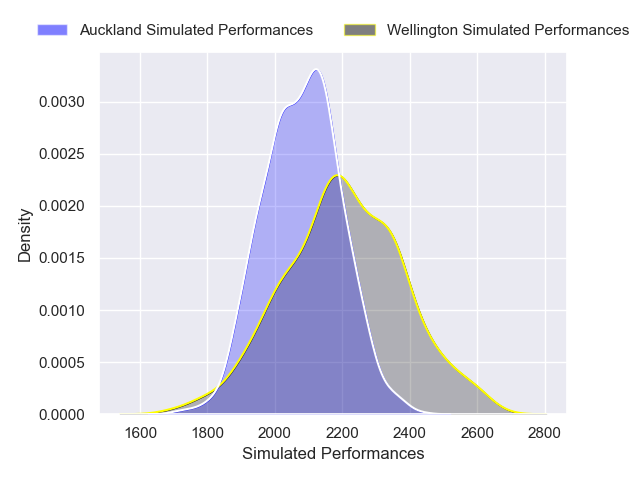 Auckland Simulated Performances
Wellington Simulated Performances
Density
0.0030
0.0025
0.0020
0.0015
0.0010
0.0005
0.0000
1600 1800 2000 2200 2400 2600 2800
Simulated Performances